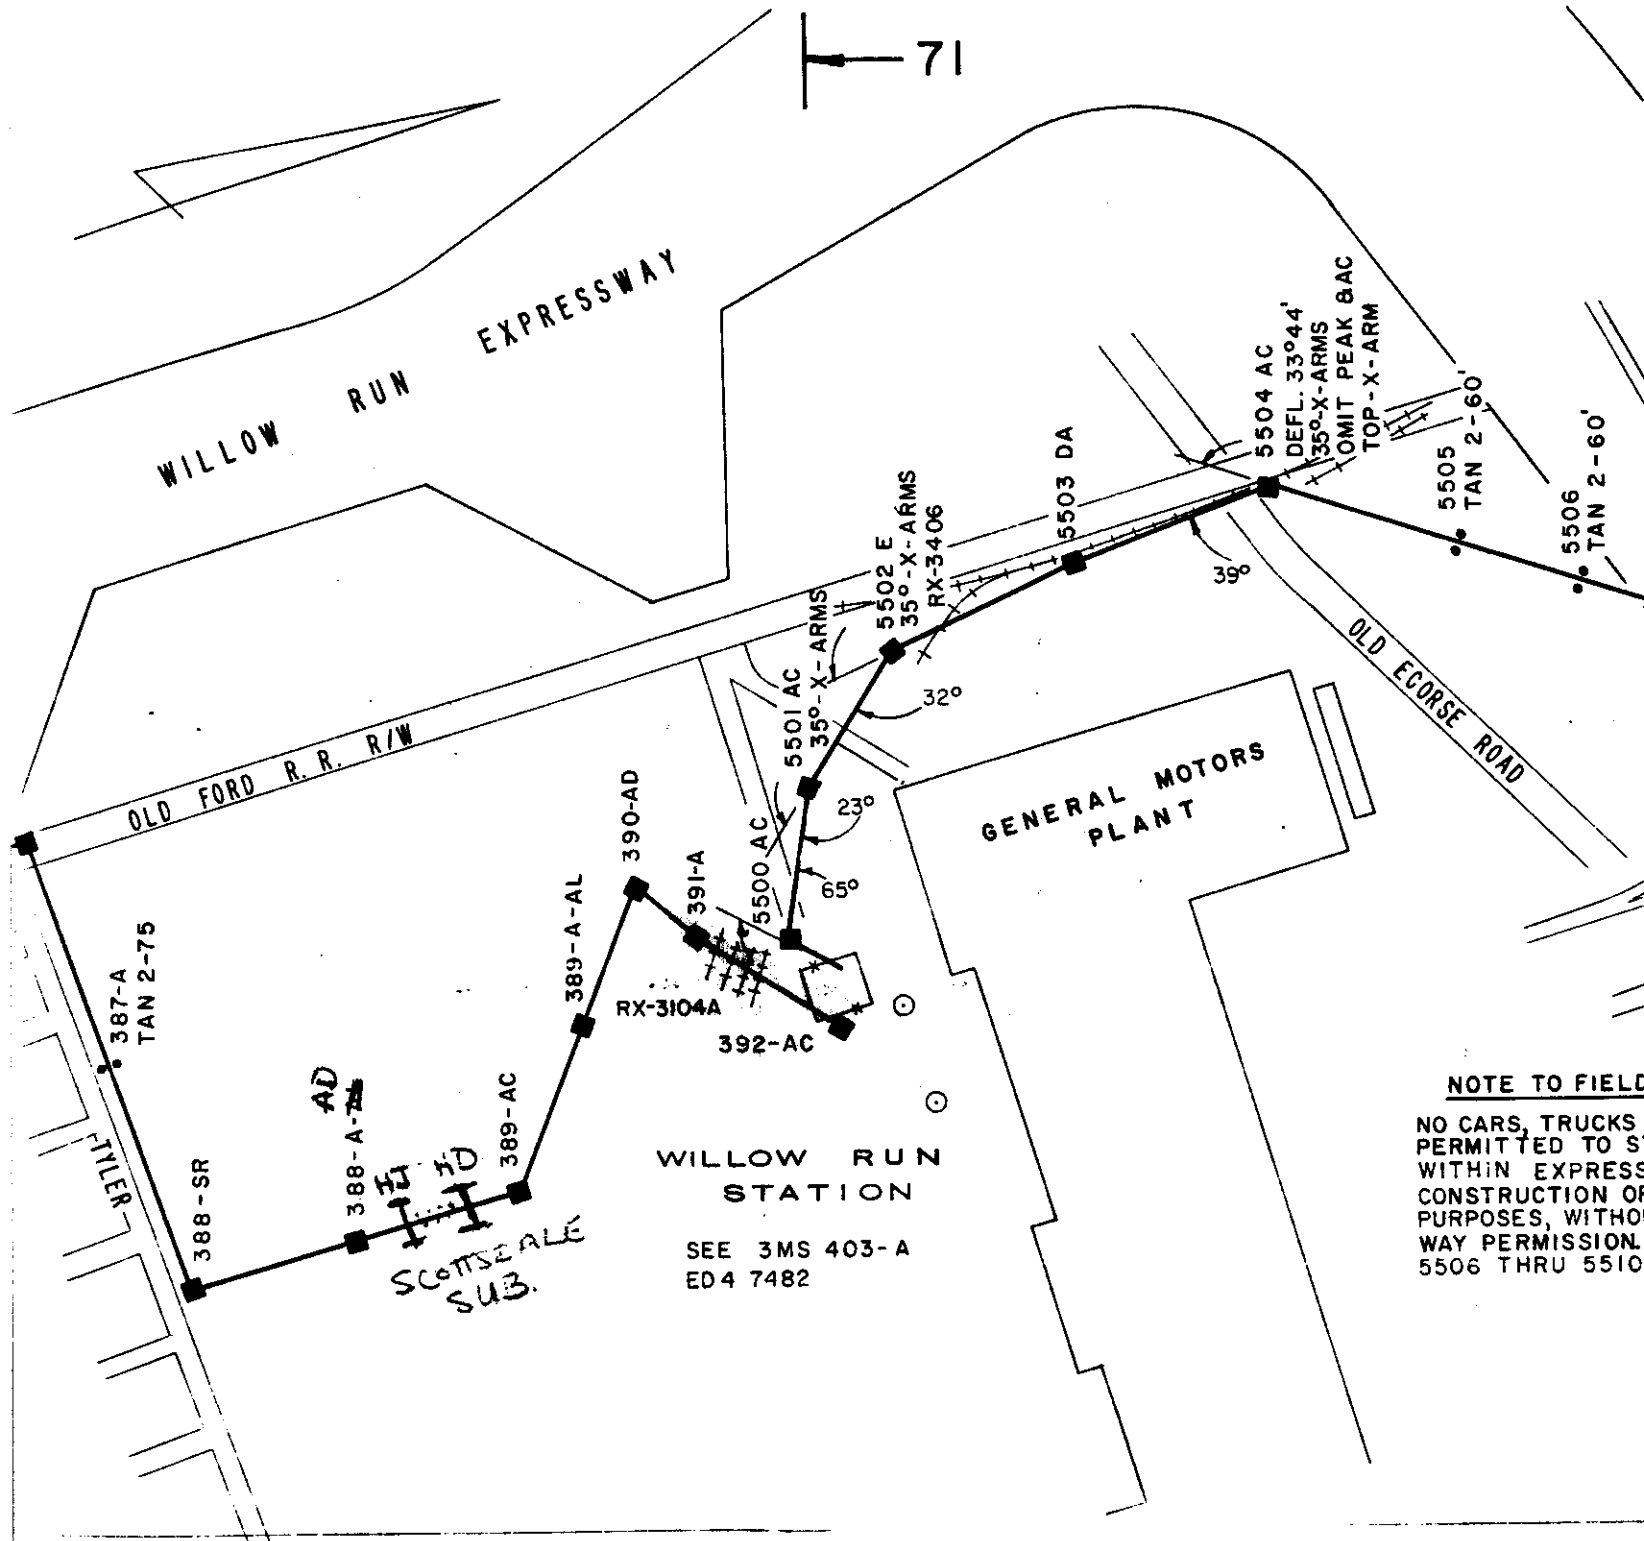 71
WILLOW RUN EXPRESSWAY
5504 AC
DEFL. 33°44'
35°-X-ARMS
OMIT PEAK &AC
TOP-X-ARM
5505
TAN 2-60'
5506
TAN 2-60'
5503 DA
5502 E
35°-X-ARMS
RX-3406
5501 AC
35°-X-ARMS
39°
32°
23°
65°
OLD ECORSE ROAD
OLD FORD R.R. R/W
GENERAL MOTORS
PLANT
390-AD
391-A
5500 AC
389-A-AL
RX-3104A
392-AC
387-A
TAN 2-75
AD
388-A-
HJ
HD
389-AC
388-SR
TYLER
SCOTTSDALE
SUB.
WILLOW RUN
STATION
SEE 3MS 403-A
ED4 7482
NOTE TO FIELD
NO CARS, TRUCKS
PERMITTED TO S
WITHIN EXPRESS
CONSTRUCTION OR
PURPOSES, WITHOU
WAY PERMISSION.
5506 THRU 5510